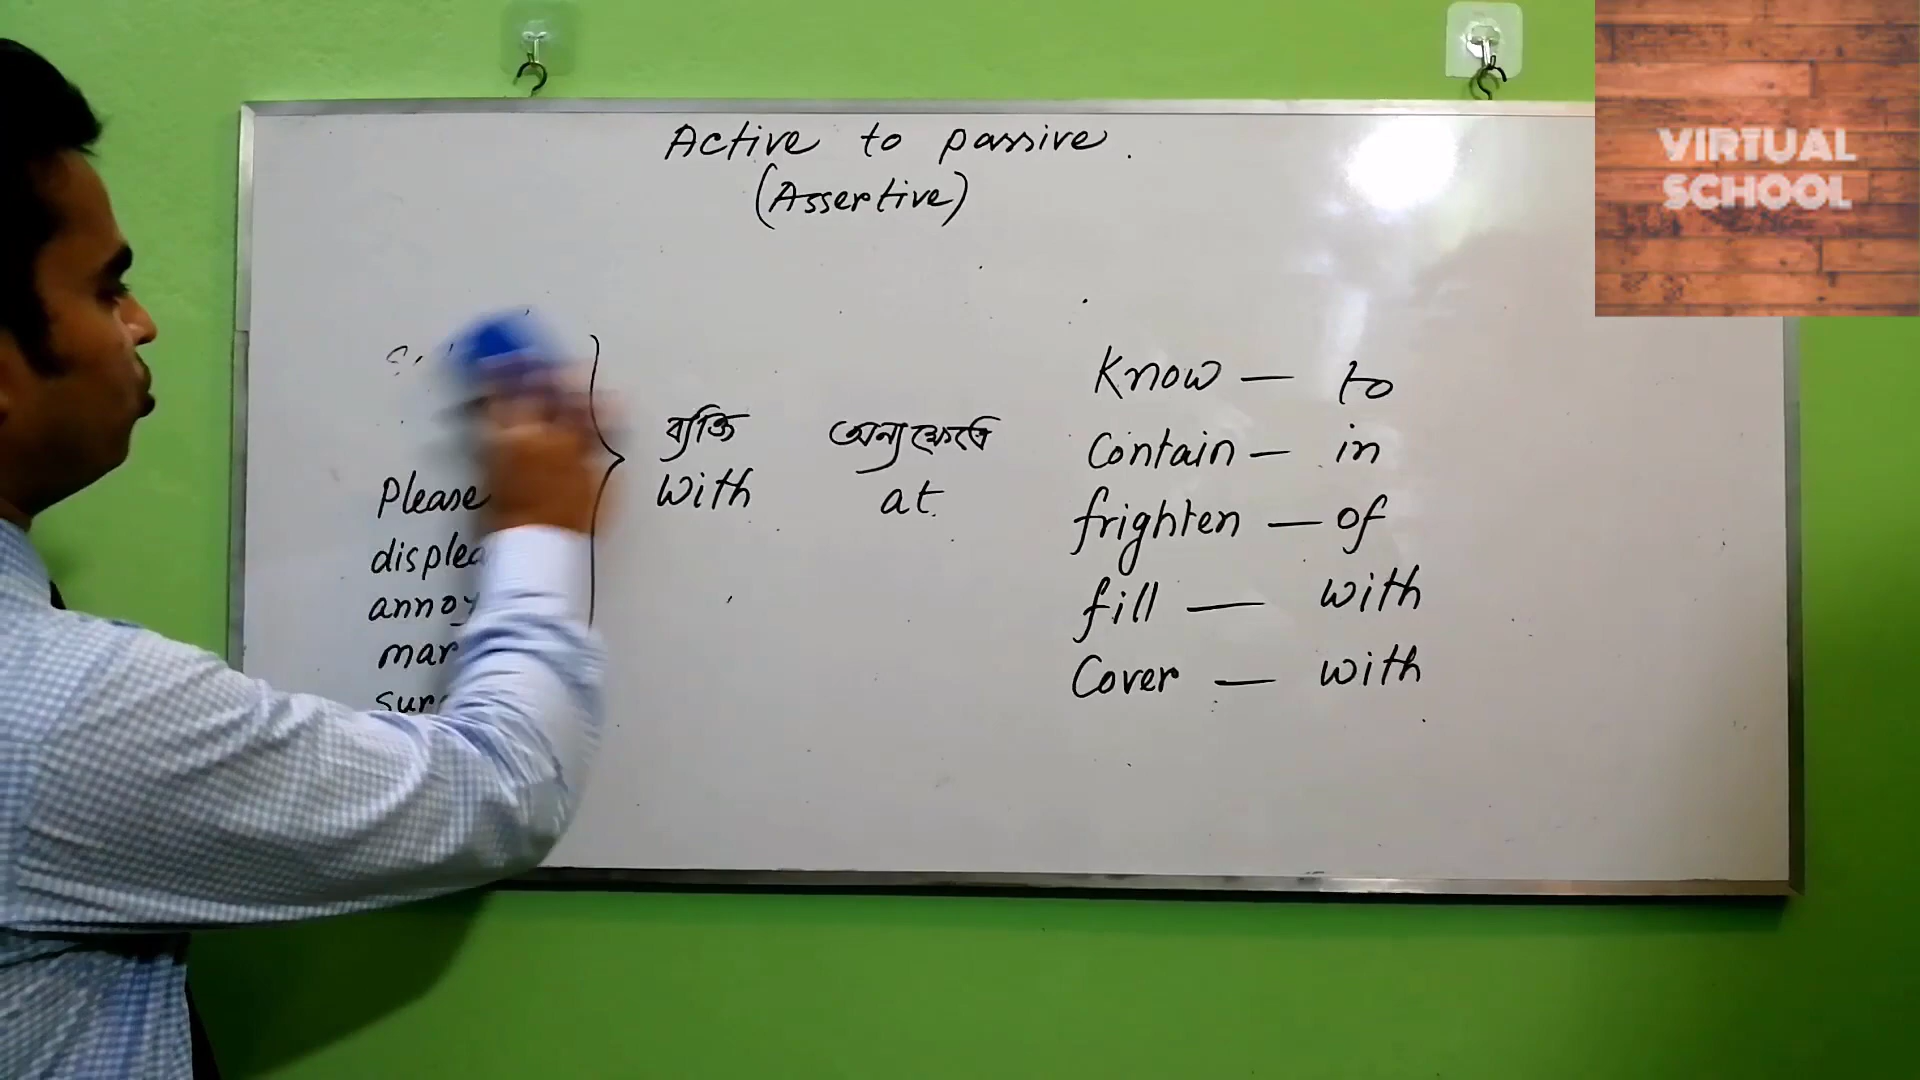 Active to passive.
(Assertive)
Please
ব্যক্তি
with
অন্যক্ষেত্রে
at
Know — to
Contain — in
frighten — of
fill — with
Cover — with
VIRTUAL
SCHOOL